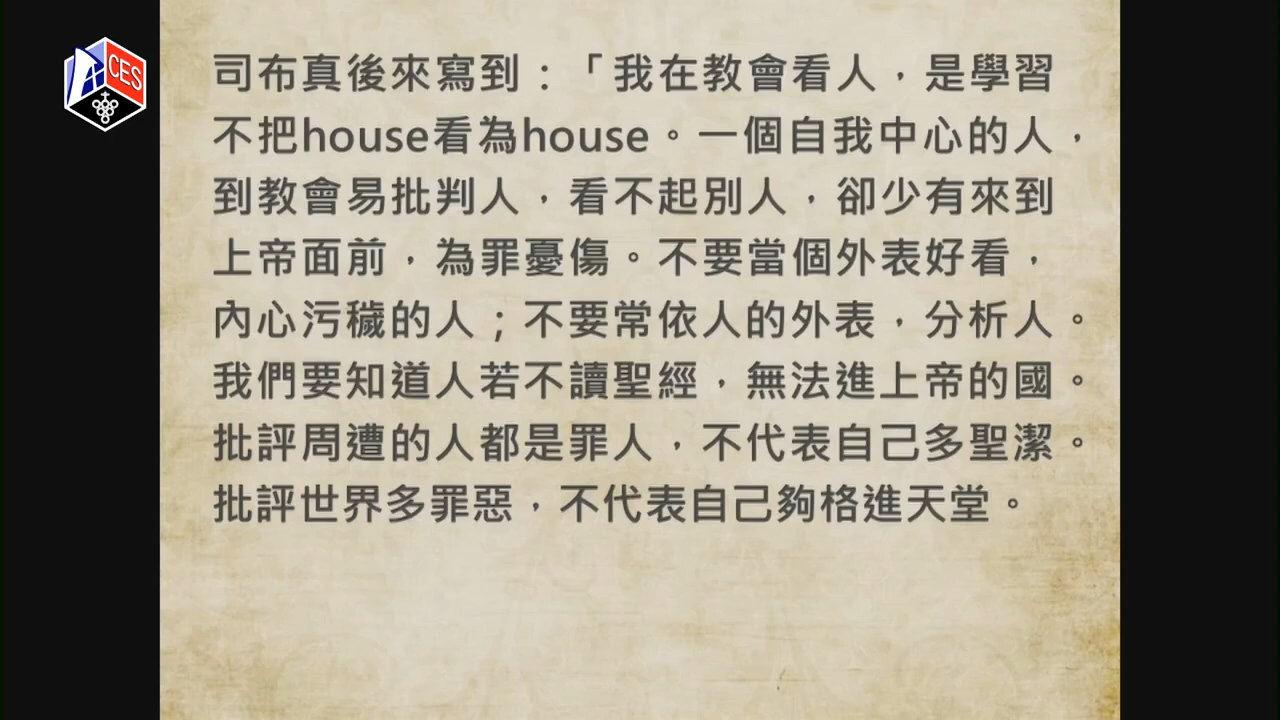 ACES
司布真後來寫到：「我在教會看人，是學習
不把house看為house。一個自我中心的人，
到教會易批判人，看不起別人，卻少有來到
上帝面前，為罪憂傷。不要當個外表好看，
內心污穢的人；不要常依人的外表，分析人。
我們要知道人若不讀聖經，無法進上帝的國。
批評周遭的人都是罪人，不代表自己多聖潔。
批評世界多罪惡，不代表自己夠格進天堂。